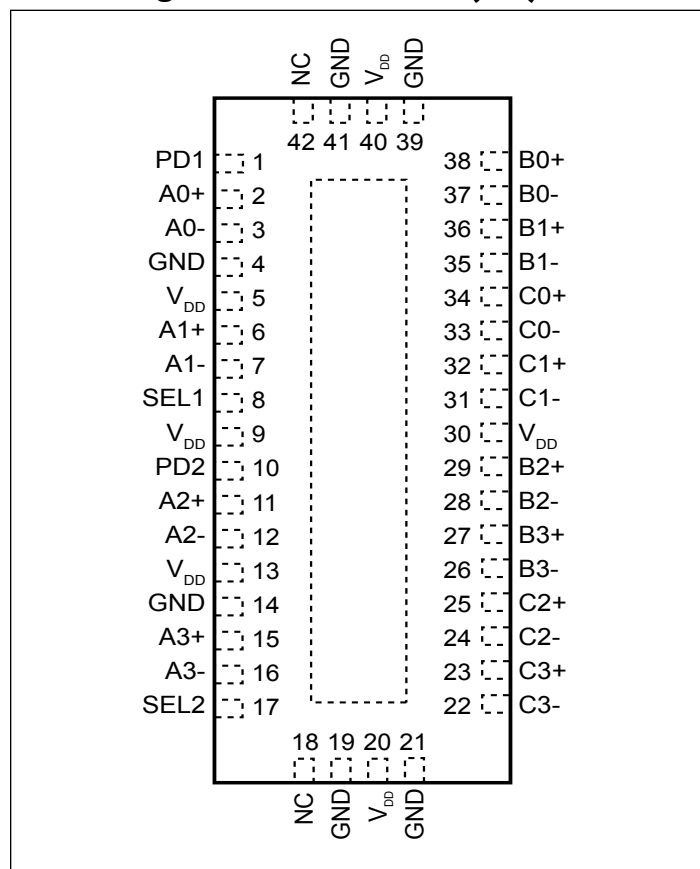 NC GND VDD GND
42 41 40 39
PD1 1 38 B0+
A0+ 2 37 B0-
A0- 3 36 B1+
GND 4 35 B1-
VDD 5 34 C0+
A1+ 6 33 C0-
A1- 7 32 C1+
SEL1 8 31 C1-
VDD 9 30 VDD
PD2 10 29 B2+
A2+ 11 28 B2-
A2- 12 27 B3+
VDD 13 26 B3-
GND 14 25 C2+
A3+ 15 24 C2-
A3- 16 23 C3+
SEL2 17 22 C3-
18 19 20 21
NC GND VDD GND